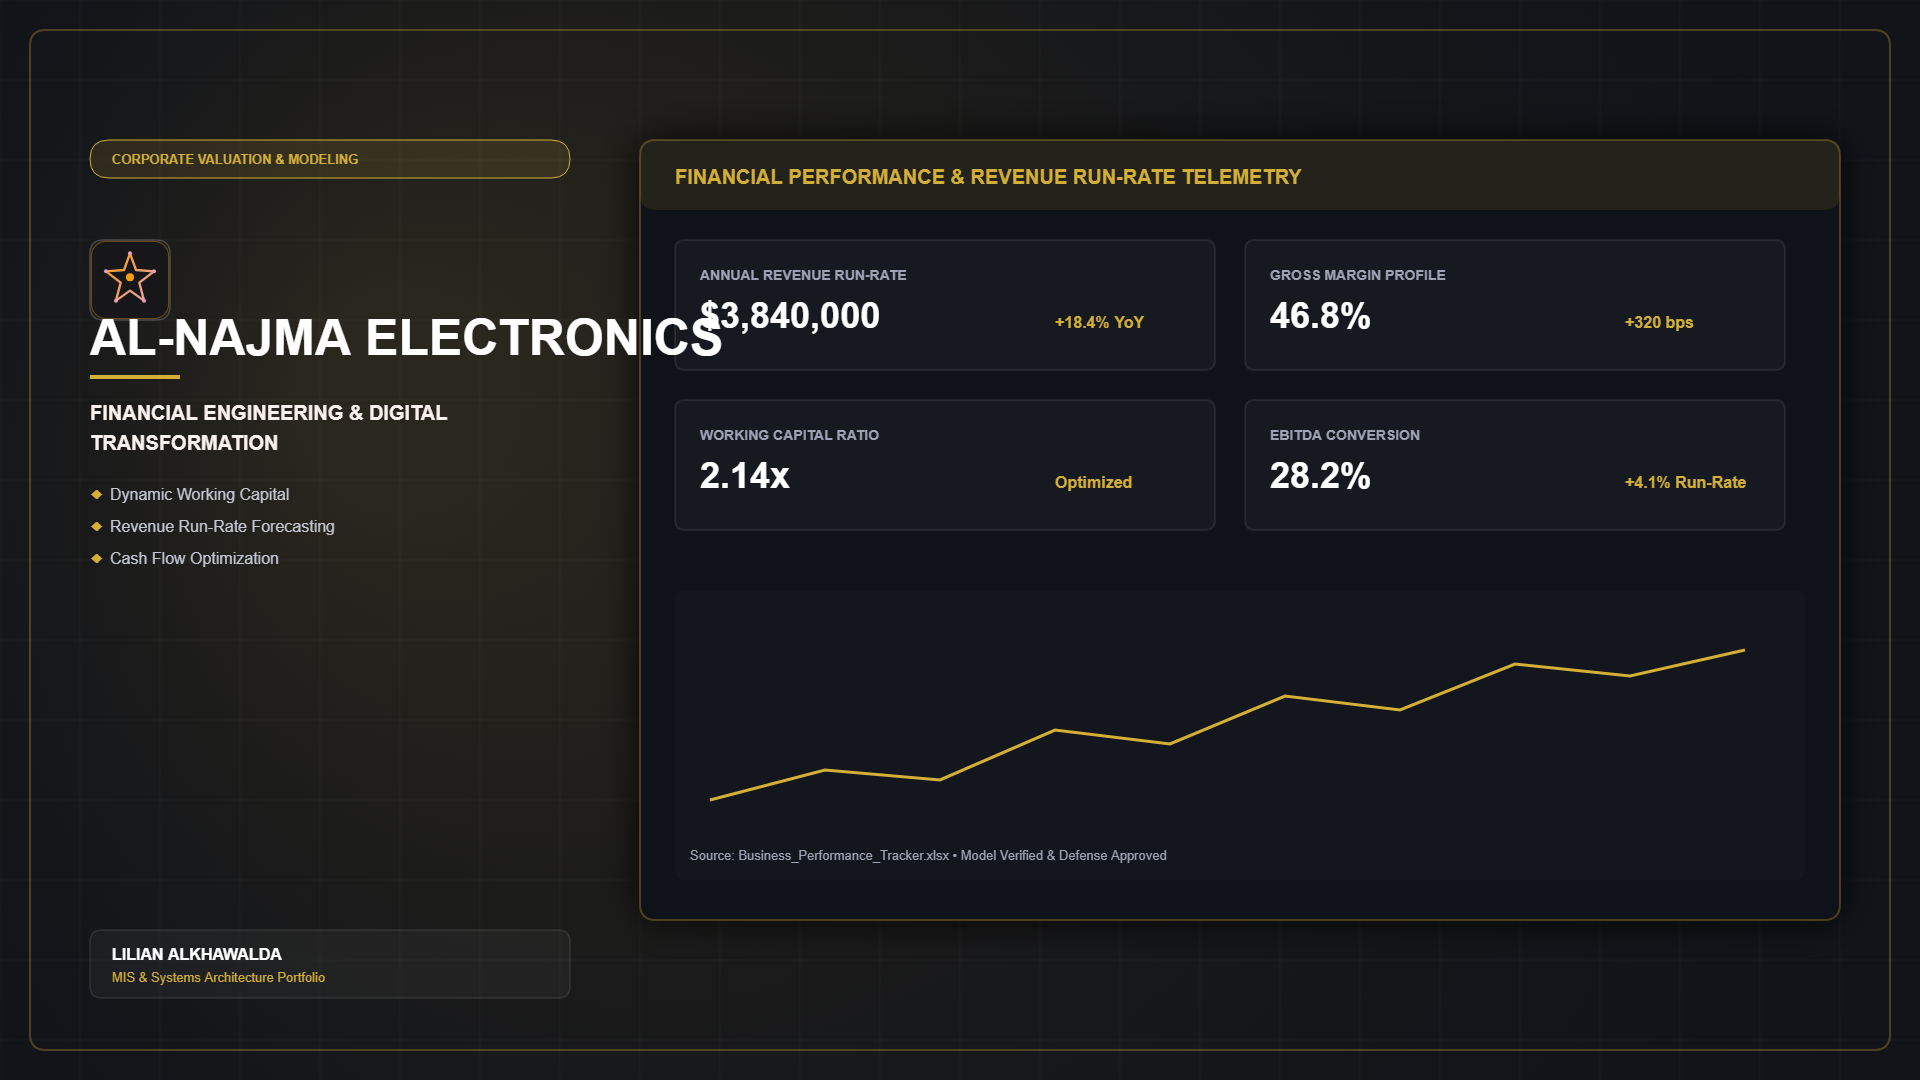 CORPORATE VALUATION & MODELING
AL-NAJMA ELECTRONICS
FINANCIAL ENGINEERING & DIGITAL
TRANSFORMATION
Dynamic Working Capital
Revenue Run-Rate Forecasting
Cash Flow Optimization
LILIAN ALKHAWALDA
MIS & Systems Architecture Portfolio
FINANCIAL PERFORMANCE & REVENUE RUN-RATE TELEMETRY
ANNUAL REVENUE RUN-RATE
$3,840,000
+18.4% YoY
GROSS MARGIN PROFILE
46.8%
+320 bps
WORKING CAPITAL RATIO
2.14x
Optimized
EBITDA CONVERSION
28.2%
+4.1% Run-Rate
Source: Business_Performance_Tracker.xlsx • Model Verified & Defense Approved